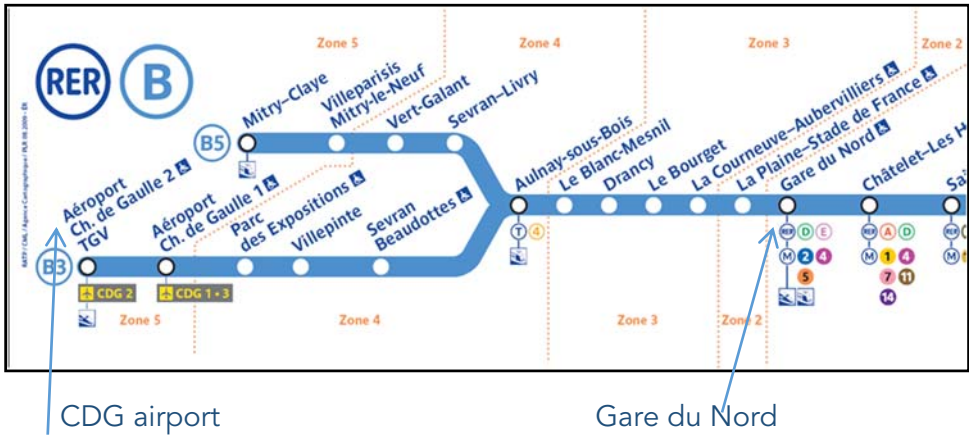 RER B
Zone 5
Zone 4
Zone 3
Zone 2
B5
Mitry–Claye
Villeparisis
Mitry-le-Neuf
Vert-Galant
Sevran–Livry
Aulnay-sous-Bois
Le Blanc-Mesnil
Drancy
Le Bourget
La Courneuve–Aubervilliers
La Plaine–Stade de France
Gare du Nord
Châtelet–Les H
Sai
B3
Aéroport
Ch. de Gaulle 2
TGV
Aéroport
Ch. de Gaulle 1
Parc
des Expositions
Villepinte
Sevran
Beaudottes
CDG 2
CDG 1 • 3
T 4
RER D E
M 2 4
5
RER A D
M 1 4
7 11
14
RER
M
Zone 5
Zone 4
Zone 3
Zone 2
CDG airport
Gare du Nord